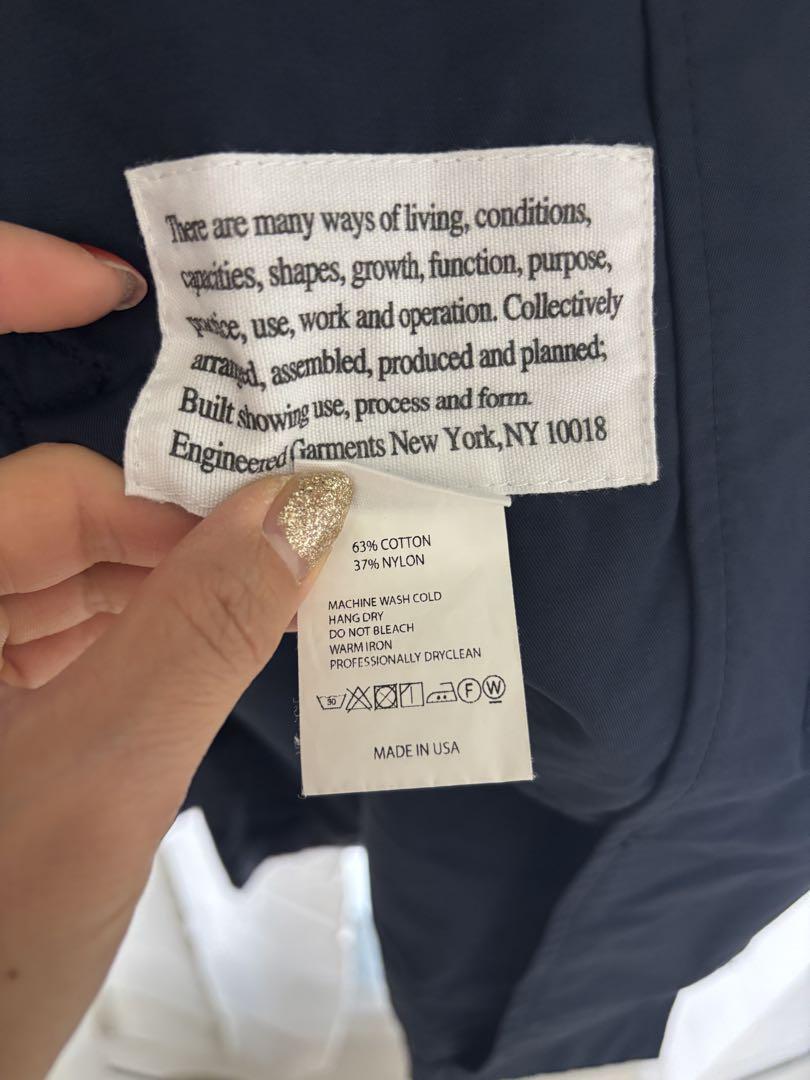 There are many ways of living, conditions,
capacities, shapes, growth, function, purpose,
practice, use, work and operation. Collectively
arranged, assembled, produced and planned;
Built showing use, process and form.
Engineered Garments New York, NY 10018
63% COTTON
37% NYLON
MACHINE WASH COLD
HANG DRY
DO NOT BLEACH
WARM IRON
PROFESSIONALLY DRYCLEAN
30 F W
MADE IN USA